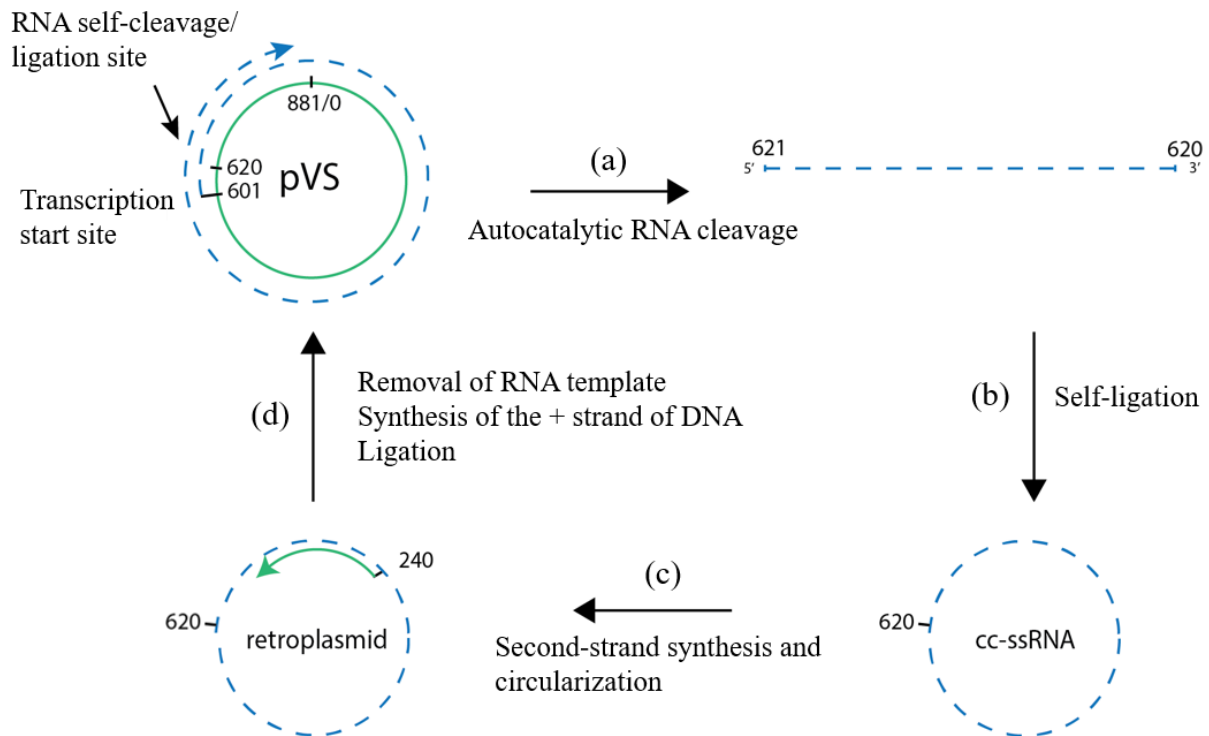 RNA self-cleavage/
ligation site
881/0
620
pVS
601
Transcription
start site
(a)
Autocatalytic RNA cleavage
621
5′
620
3′
(b)
Self-ligation
620
cc-ssRNA
(c)
Second-strand synthesis and
circularization
240
620
retroplasmid
(d)
Removal of RNA template
Synthesis of the + strand of DNA
Ligation